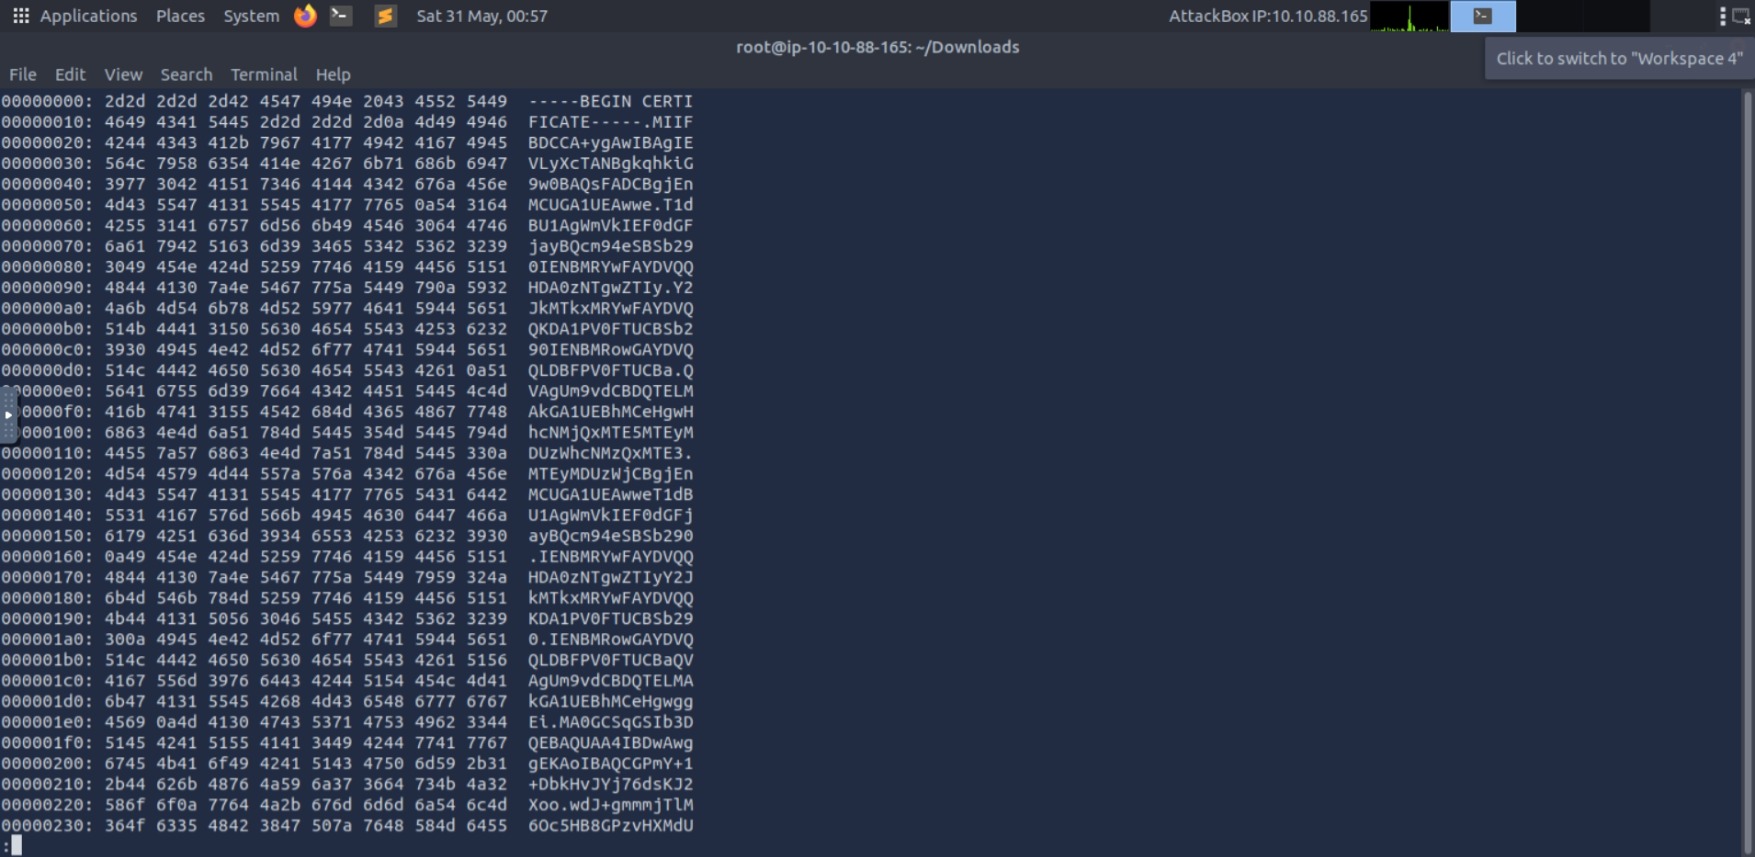 Applications Places System Sat 31 May, 00:57 AttackBox IP:10.10.88.165
root@ip-10-10-88-165: ~/Downloads
Click to switch to "Workspace 4"
File Edit View Search Terminal Help
00000000: 2d2d 2d2d 2d42 4547 494e 2043 4552 5449 -----BEGIN CERTI
00000010: 4649 4341 5445 2d2d 2d2d 2d0a 4d49 4946 FICATE-----.MIIF
00000020: 4244 4343 412b 7967 4177 4942 4167 4945 BDCCA+ygAwIBAgIE
00000030: 564c 7958 6354 414e 4267 6b71 686b 6947 VLyXcTANBgkqhkiG
00000040: 3977 3042 4151 7346 4144 4342 676a 456e 9w0BAQsFADCBgjEn
00000050: 4d43 5547 4131 5545 4177 7765 0a54 3164 MCUGA1UEAwwe.T1d
00000060: 4255 3141 6757 6d56 6b49 4546 3064 4746 BU1AgWmVkIEF0dGF
00000070: 6a61 7942 5163 6d39 3465 5342 5362 3239 jayBQcm94eSBSb29
00000080: 3049 454e 424d 5259 7746 4159 4456 5151 0IENBMRYwFAYDVQQ
00000090: 4844 4130 7a4e 5467 775a 5449 790a 5932 HDA0zNTgwZTIy.Y2
000000a0: 4a6b 4d54 6b78 4d52 5977 4641 5944 5651 JkMTkxMRYwFAYDVQ
000000b0: 514b 4441 3150 5630 4654 5543 4253 6232 QKDA1PV0FTUCBSb2
000000c0: 3930 4945 4e42 4d52 6f77 4741 5944 5651 90IENBMRowGAYDVQ
000000d0: 514c 4442 4650 5630 4654 5543 4261 0a51 QLDBFPV0FTUCBa.Q
000000e0: 5641 6755 6d39 7664 4342 4451 5445 4c4d VAgUm9vdCBDQTELM
000000f0: 416b 4741 3155 4542 684d 4365 4867 7748 AkGA1UEBhMCeHgwH
00000100: 6863 4e4d 6a51 784d 5445 354d 5445 794d hcNMjQxMTE5MTEyM
00000110: 4455 7a57 6863 4e4d 7a51 784d 5445 330a DUzWhcNMzQxMTE3.
00000120: 4d54 4579 4d44 557a 576a 4342 676a 456e MTEyMDUzWjCBgjEn
00000130: 4d43 5547 4131 5545 4177 7765 5431 6442 MCUGA1UEAwweT1dB
00000140: 5531 4167 576d 566b 4945 4630 6447 466a U1AgWmVkIEF0dGFj
00000150: 6179 4251 636d 3934 6553 4253 6232 3930 ayBQcm94eSBSb290
00000160: 0a49 454e 424d 5259 7746 4159 4456 5151 .IENBMRYwFAYDVQQ
00000170: 4844 4130 7a4e 5467 775a 5449 7959 324a HDA0zNTgwZTIyY2J
00000180: 6b4d 546b 784d 5259 7746 4159 4456 5151 kMTkxMRYwFAYDVQQ
00000190: 4b44 4131 5056 3046 5455 4342 5362 3239 KDA1PV0FTUCBSb29
000001a0: 300a 4945 4e42 4d52 6f77 4741 5944 5651 0.IENBMRowGAYDVQ
000001b0: 514c 4442 4650 5630 4654 5543 4261 5156 QLDBFPV0FTUCBaQV
000001c0: 4167 556d 3976 6443 4244 5154 454c 4d41 AgUm9vdCBDQTELMA
000001d0: 6b47 4131 5545 4268 4d43 6548 6777 6767 kGA1UEBhMCeHgwgg
000001e0: 4569 0a4d 4130 4743 5371 4753 4962 3344 Ei.MA0GCSqGSIb3D
000001f0: 5145 4241 5155 4141 3449 4244 7741 7767 QEBAQUAA4IBDwAwg
00000200: 6745 4b41 6f49 4241 5143 4750 6d59 2b31 gEKAoIBAQCGPmY+1
00000210: 2b44 626b 4876 4a59 6a37 3664 734b 4a32 +DbkHvJYj76dsKJ2
00000220: 586f 6f0a 7764 4a2b 676d 6d6d 6a54 6c4d Xoo.wdJ+gmmmjTlM
00000230: 364f 6335 4842 3847 507a 7648 584d 6455 6Oc5HB8GPzvHXMdU
: